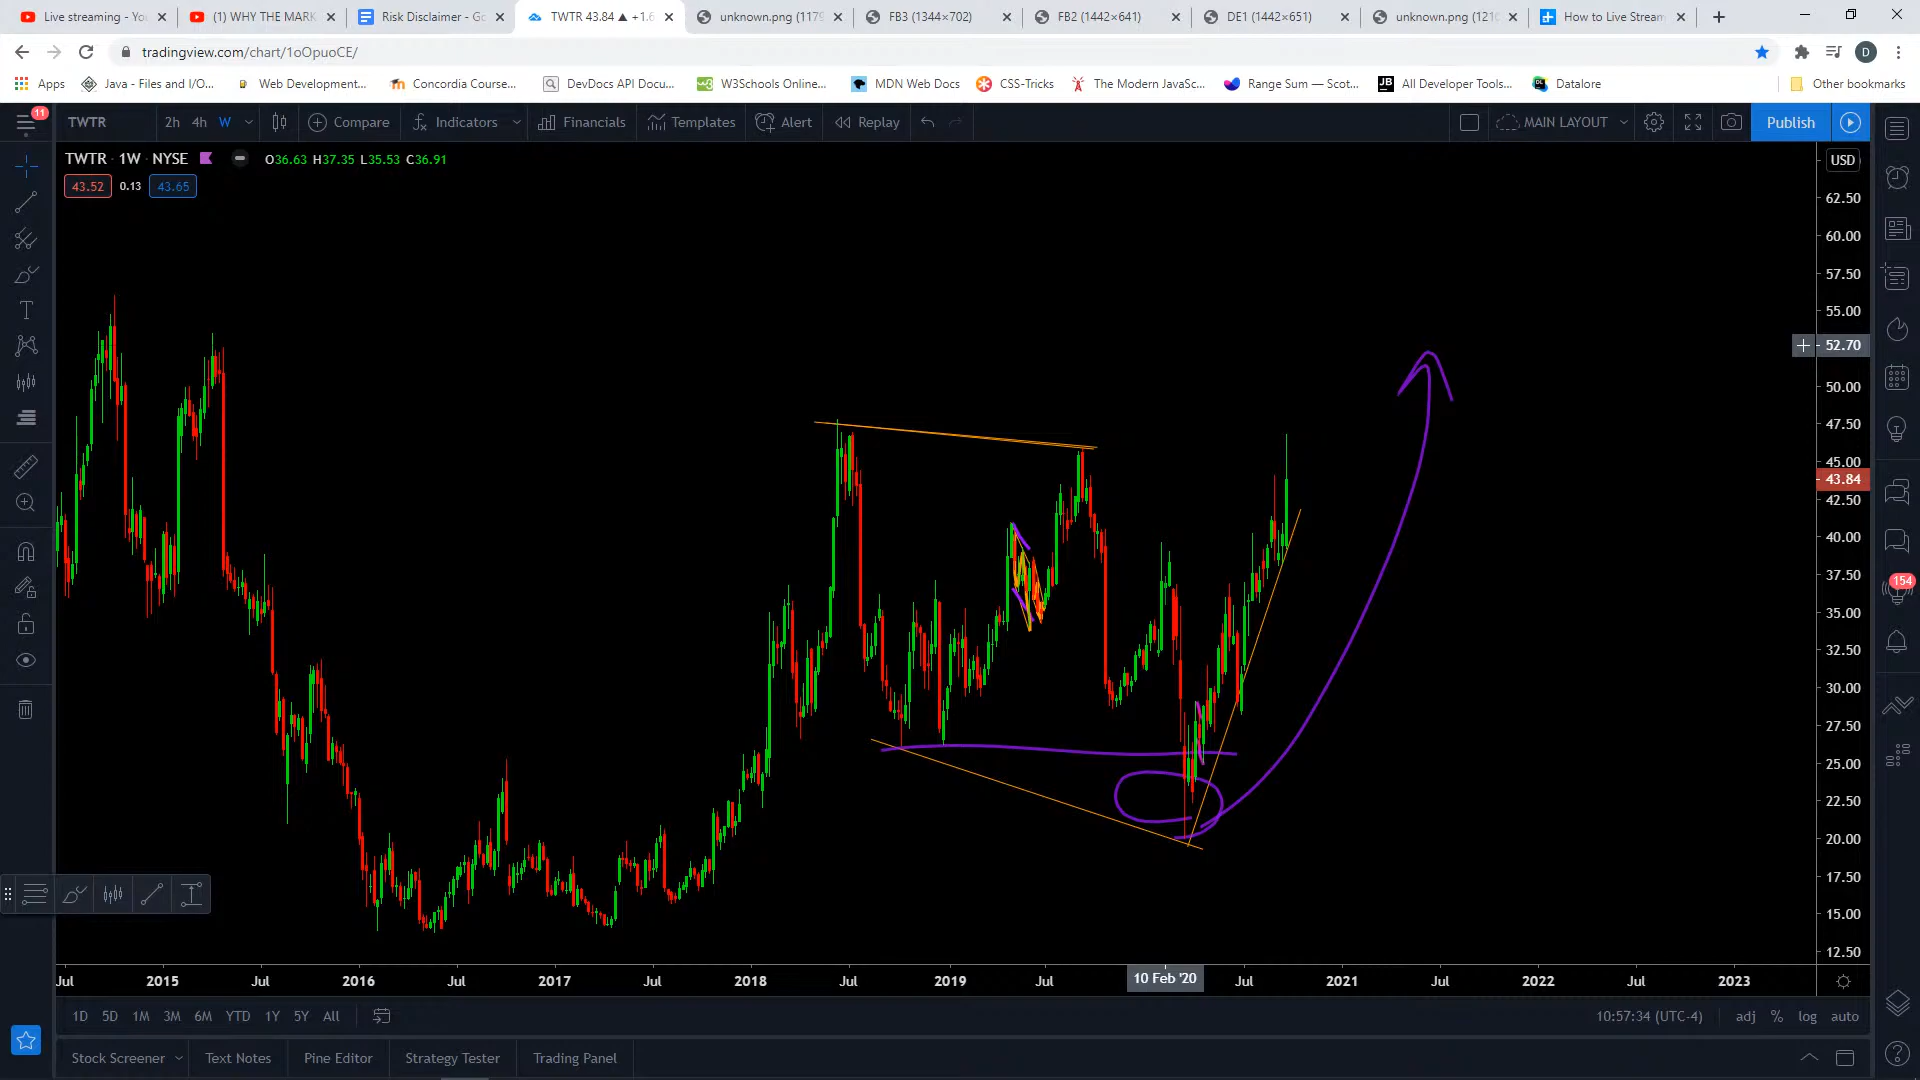 Live streaming - Yo
(1) WHY THE MARK
Risk Disclaimer - Go
TWTR 43.84 ▲ +1.6
unknown.png (1179
FB3 (1344×702)
FB2 (1442×641)
DE1 (1442×651)
unknown.png (1210
How to Live Stream
tradingview.com/chart/1oOpuoCE/
D
Apps
Java - Files and I/O...
Web Development...
Concordia Course...
DevDocs API Docu...
W3Schools Online...
MDN Web Docs
CSS-Tricks
The Modern JavaSc...
Range Sum — Scot...
All Developer Tools...
Datalore
Other bookmarks
11
TWTR
2h 4h W
Compare
Indicators
Financials
Templates
Alert
Replay
MAIN LAYOUT
Publish
TWTR · 1W · NYSE
O36.63 H37.35 L35.53 C36.91
43.52 0.13 43.65
USD
62.50
60.00
57.50
55.00
52.70
50.00
47.50
45.00
43.84
42.50
40.00
37.50
35.00
32.50
30.00
27.50
25.00
22.50
20.00
17.50
15.00
12.50
154
Jul 2015 Jul 2016 Jul 2017 Jul 2018 Jul 2019 Jul 10 Feb '20 Jul 2021 Jul 2022 Jul 2023
1D 5D 1M 3M 6M YTD 1Y 5Y All
10:57:34 (UTC-4)
adj % log auto
Stock Screener
Text Notes
Pine Editor
Strategy Tester
Trading Panel